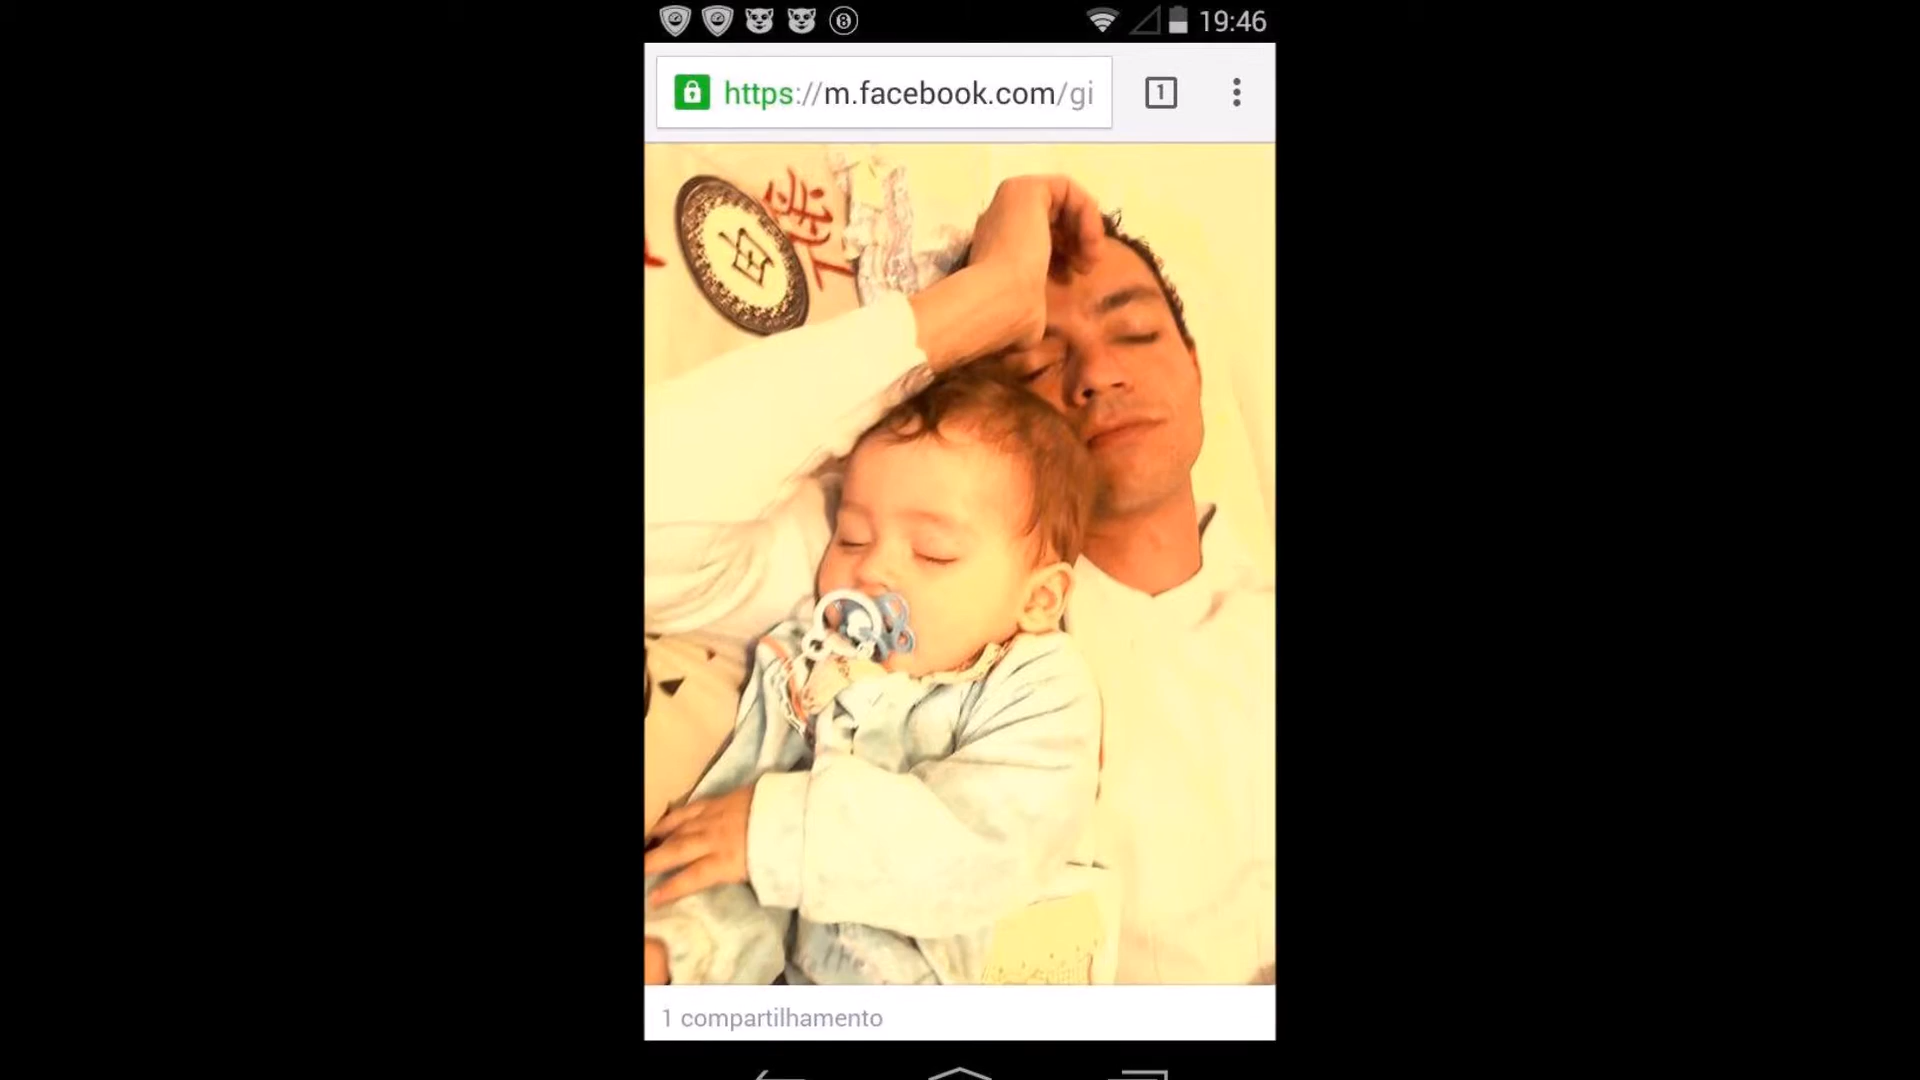 19:46
https://m.facebook.com/gi
1
1 compartilhamento